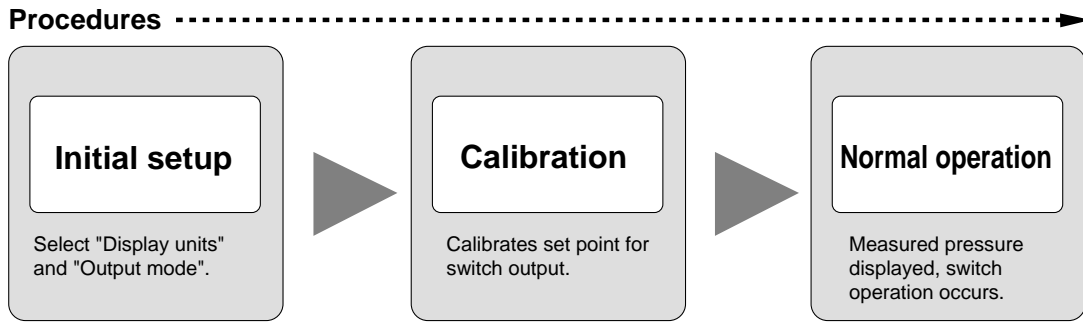 Procedures
Initial setup
Select "Display units"
and "Output mode".
Calibration
Calibrates set point for
switch output.
Normal operation
Measured pressure
displayed, switch
operation occurs.